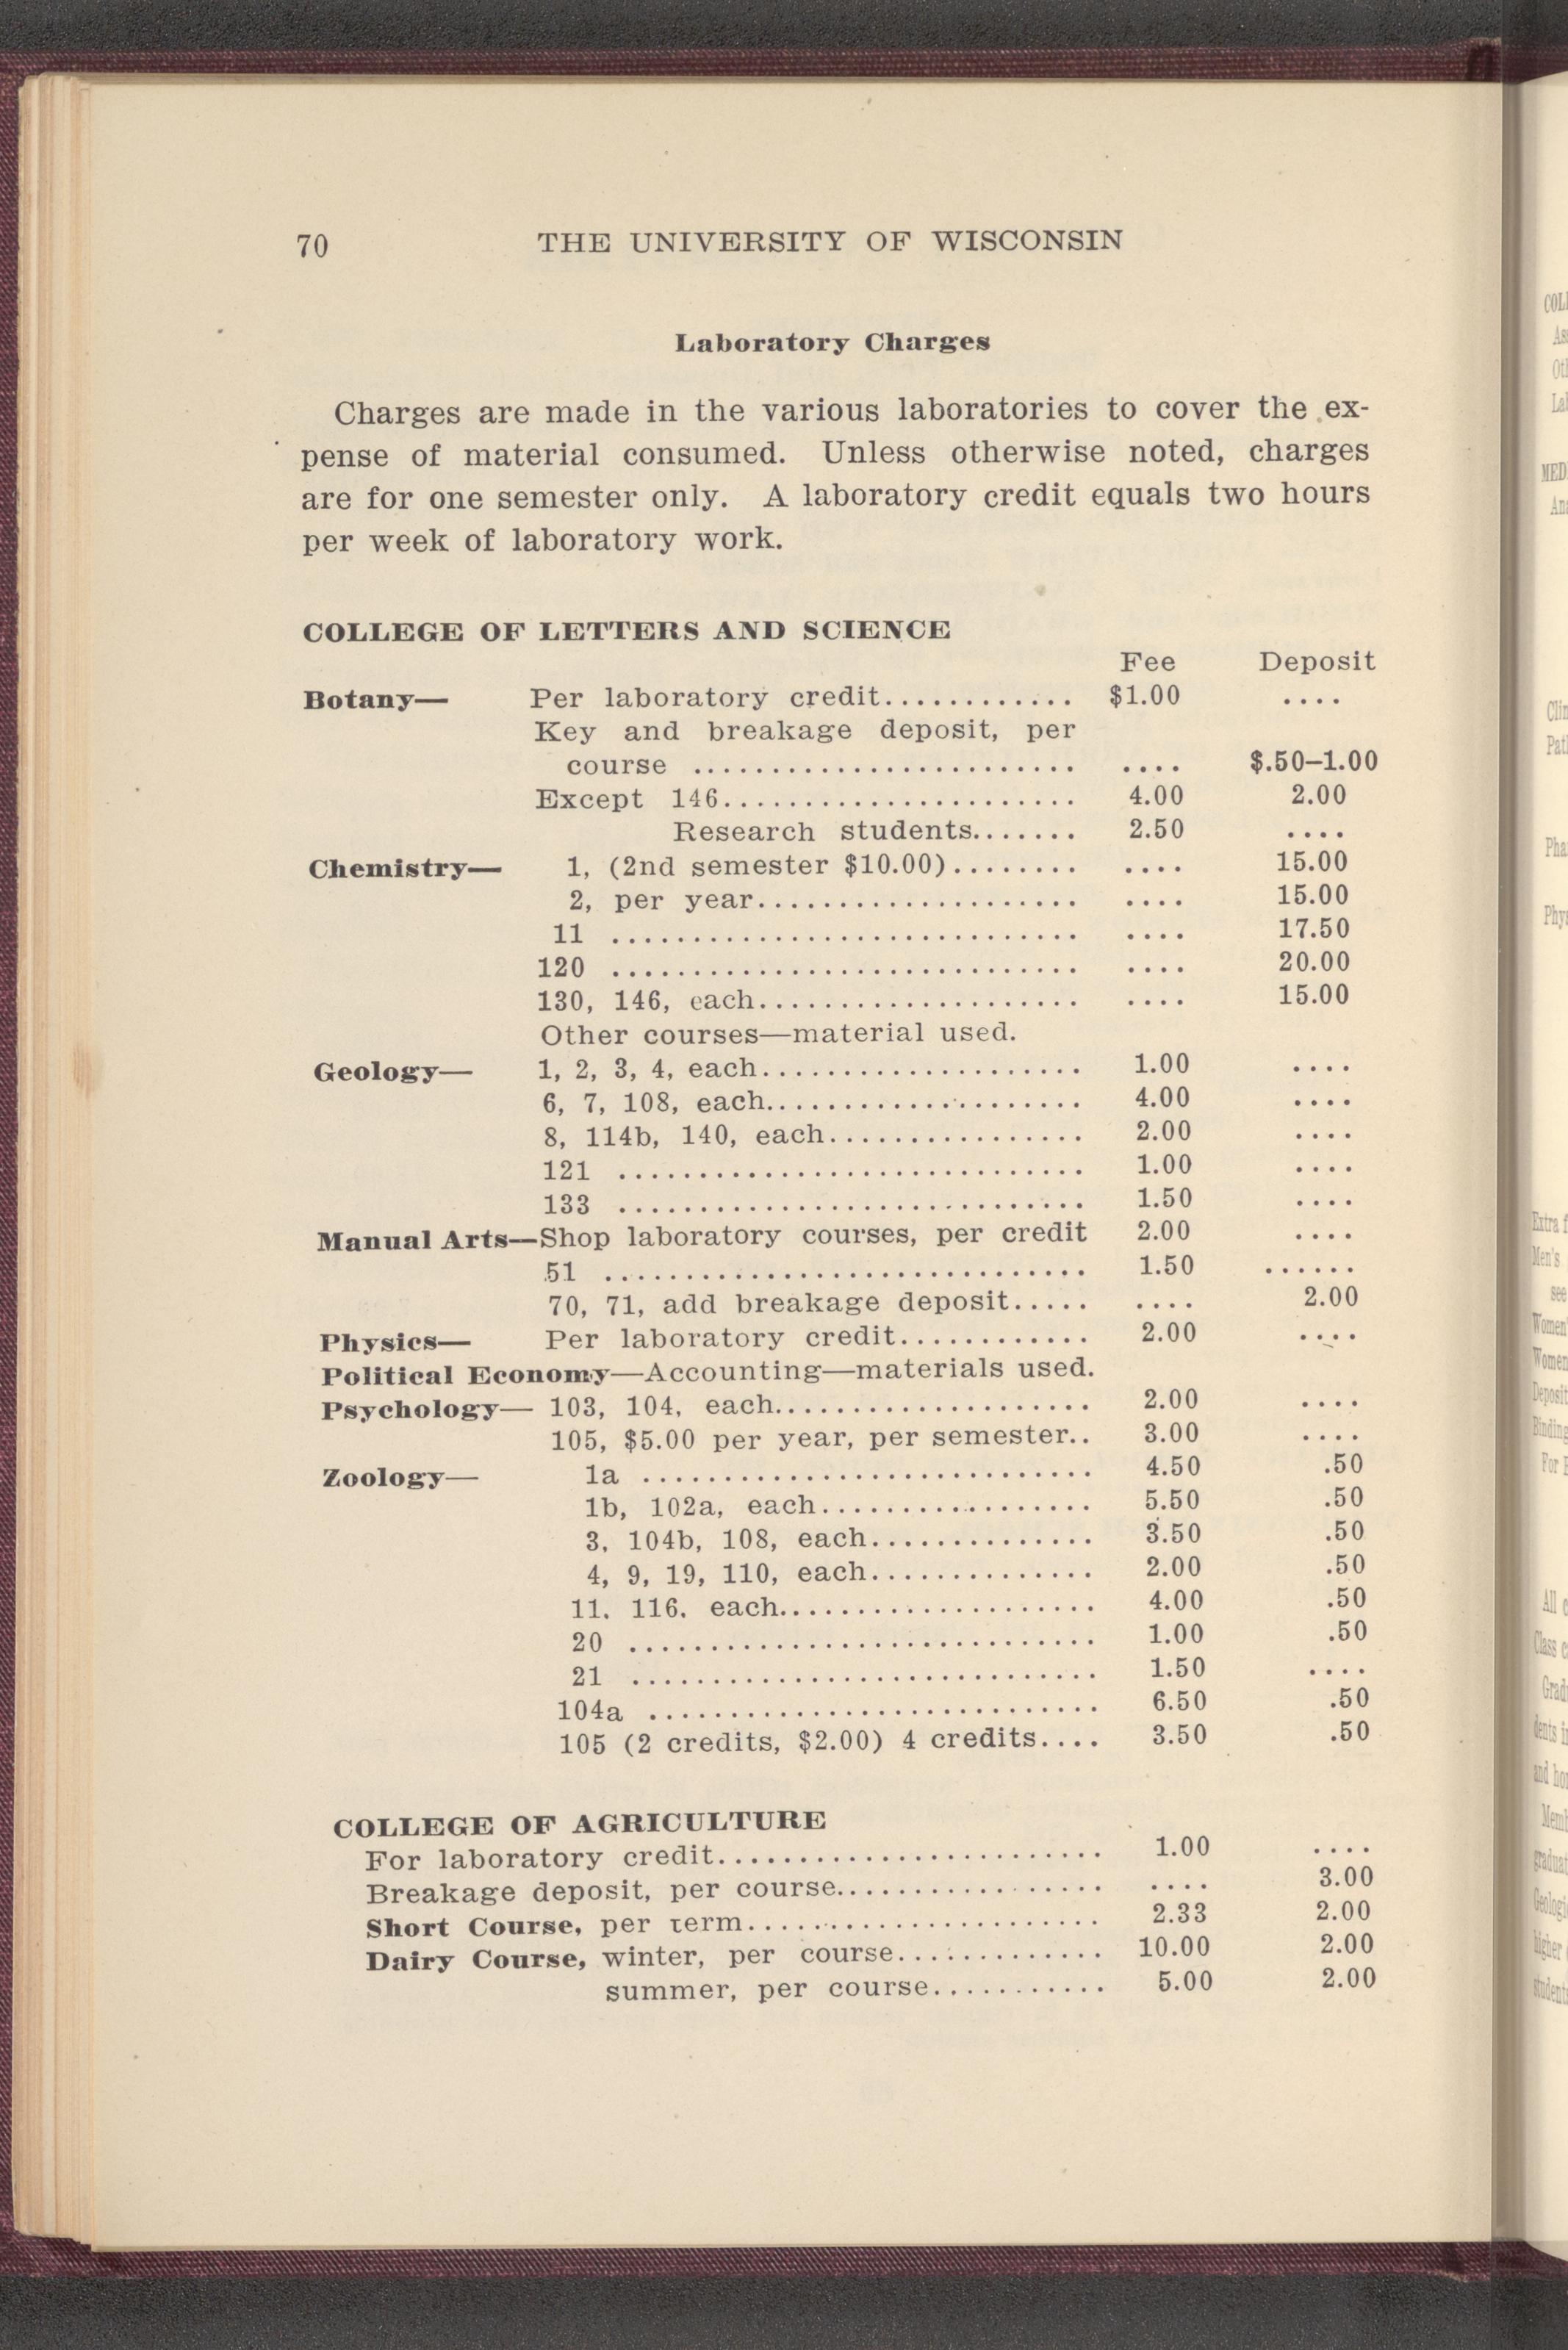 70 THE UNIVERSITY OF WISCONSIN
Laboratory Charges
Charges are made in the various laboratories to cover the ex-
pense of material consumed. Unless otherwise noted, charges
are for one semester only. A laboratory credit equals two hours
per week of laboratory work.
COLLEGE OF LETTERS AND SCIENCE
Fee Deposit
Botany— Per laboratory credit............ $1.00 ....
Key and breakage deposit, per
course ........................ .... $.50–1.00
Except 146...................... 4.00 2.00
Research students....... 2.50 ....
Chemistry— 1, (2nd semester $10.00)........ .... 15.00
2, per year.................... .... 15.00
11 ............................. .... 17.50
120 ............................. .... 20.00
130, 146, each.................... .... 15.00
Other courses—material used.
Geology— 1, 2, 3, 4, each.................... 1.00 ....
6, 7, 108, each.................... 4.00 ....
8, 114b, 140, each................ 2.00 ....
121 ............................. 1.00 ....
133 ............................. 1.50 ....
Manual Arts—Shop laboratory courses, per credit 2.00 ....
51 .............................. 1.50 ......
70, 71, add breakage deposit..... .... 2.00
Physics— Per laboratory credit............ 2.00 ....
Political Economy—Accounting—materials used.
Psychology— 103, 104, each.................... 2.00 ....
105, $5.00 per year, per semester.. 3.00 ....
Zoology— 1a ............................ 4.50 .50
1b, 102a, each................. 5.50 .50
3, 104b, 108, each.............. 3.50 .50
4, 9, 19, 110, each.............. 2.00 .50
11. 116. each.................... 4.00 .50
20 ............................. 1.00 .50
21 ............................. 1.50 ....
104a ............................ 6.50 .50
105 (2 credits, $2.00) 4 credits.... 3.50 .50
COLLEGE OF AGRICULTURE
For laboratory credit........................ 1.00 ....
Breakage deposit, per course................. .... 3.00
Short Course, per term...................... 2.33 2.00
Dairy Course, winter, per course............. 10.00 2.00
summer, per course........... 5.00 2.00